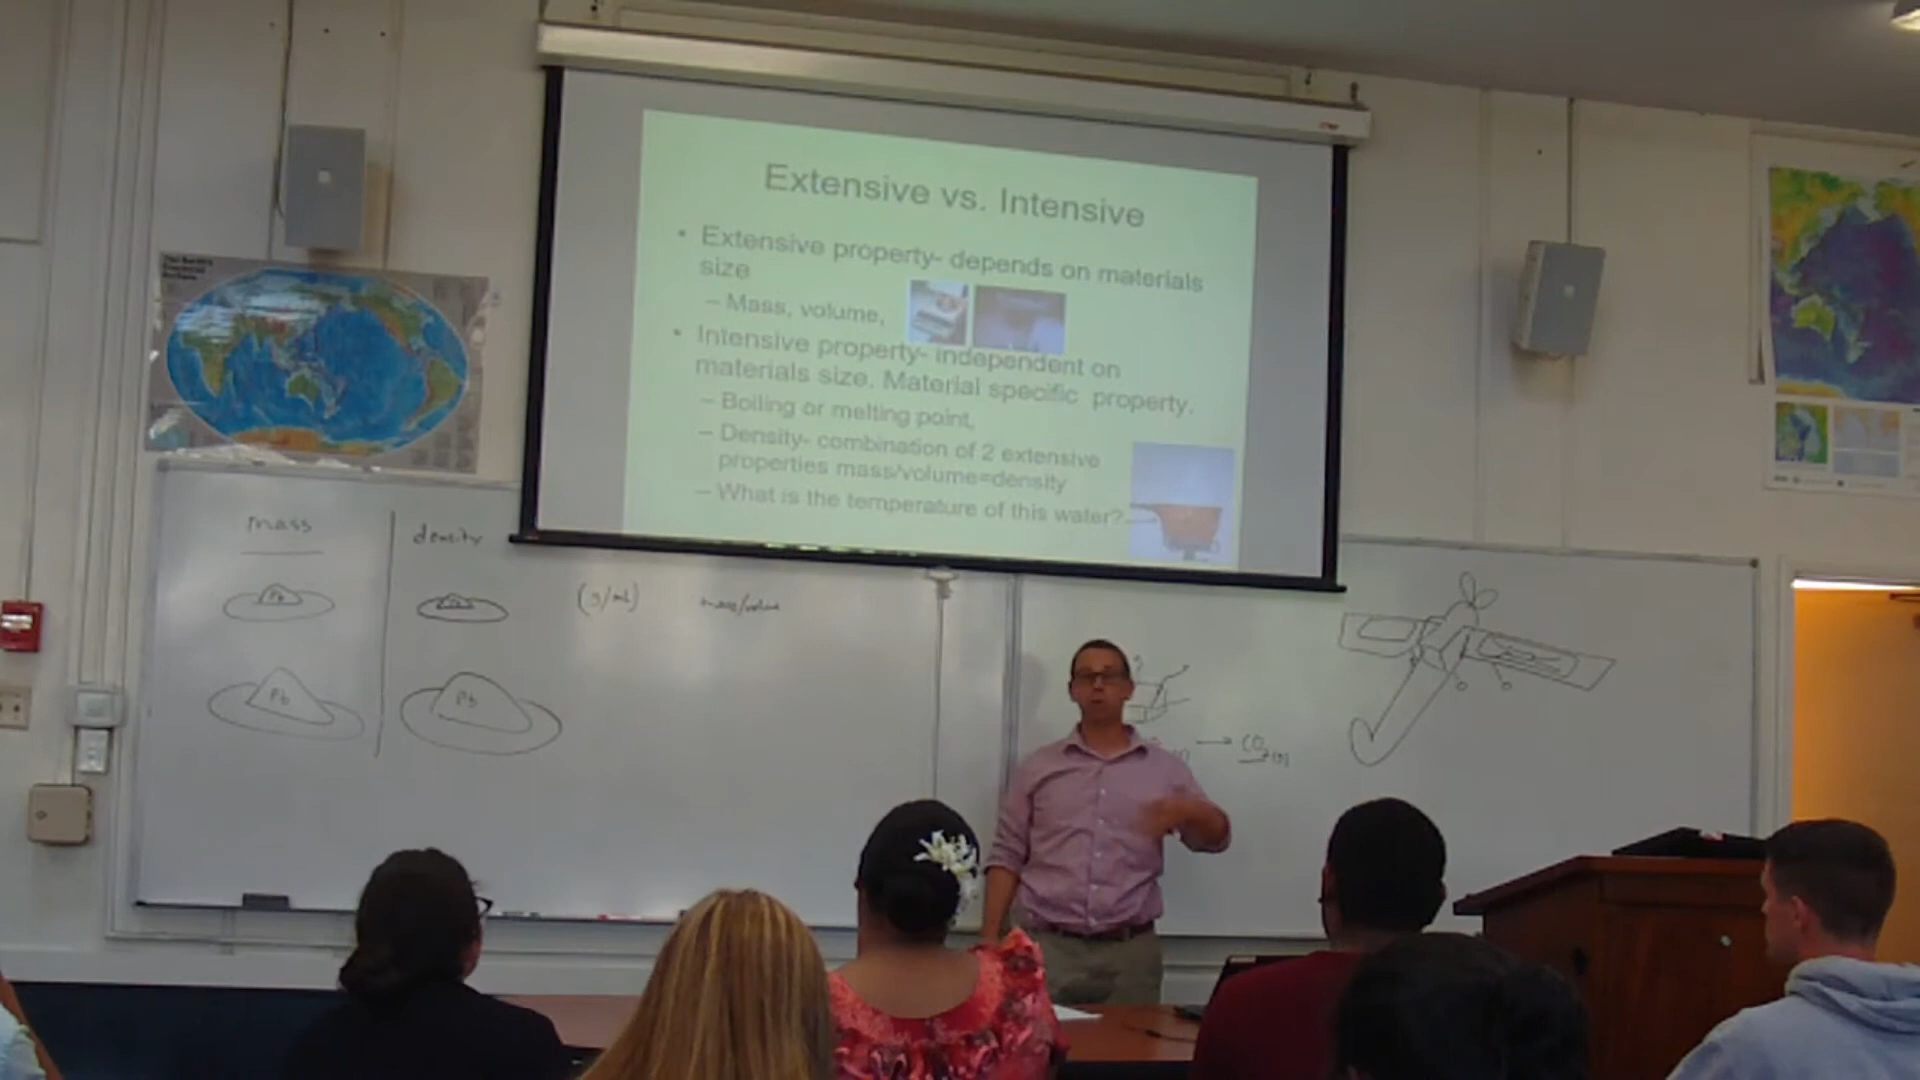 Extensive vs. Intensive
• Extensive property- depends on materials
size
– Mass, volume,
• Intensive property- independent on
materials size. Material specific property.
– Boiling or melting point,
– Density- combination of 2 extensive
properties mass/volume=density
– What is the temperature of this water?
mass
density
Pb
(g/mL)
mass/volume
Pb
Pb
→ CO2(g)